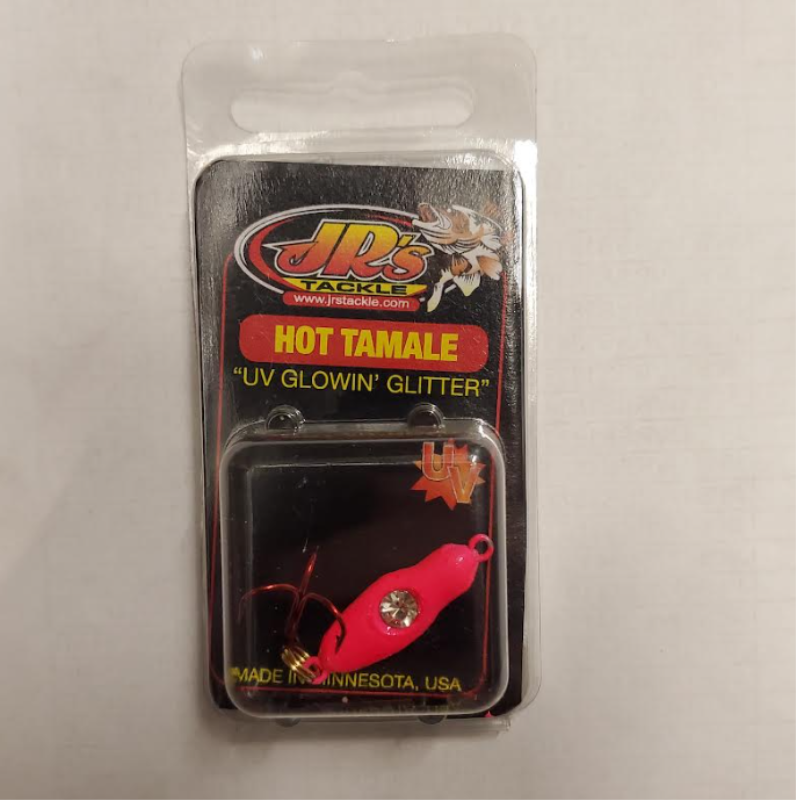 JR's
TACKLE
www.jrstackle.com
HOT TAMALE
"UV GLOWIN' GLITTER"
UV
MADE IN MINNESOTA, USA